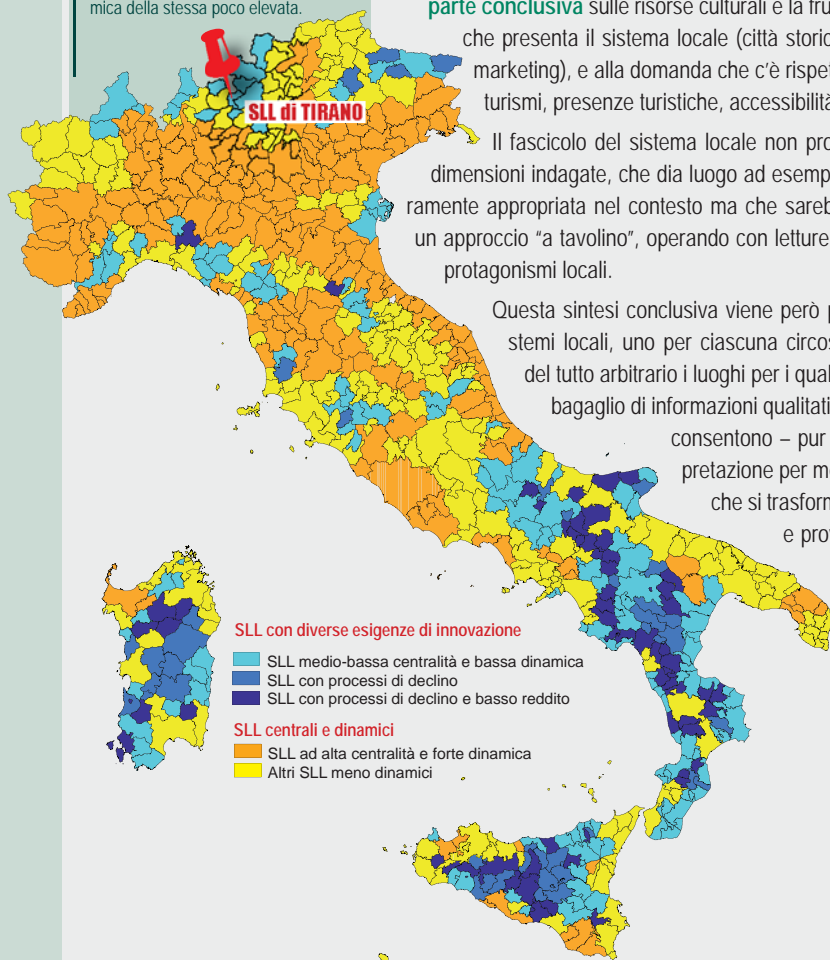 mica della stessa poco elevata.
parte conclusiva sulle risorse culturali e la fru
che presenta il sistema locale (città storic
marketing), e alla domanda che c'è rispet
turismi, presenze turistiche, accessibilità
Il fascicolo del sistema locale non pro
dimensioni indagate, che dia luogo ad esemp
ramente appropriata nel contesto ma che sareb
un approccio "a tavolino", operando con letture
protagonismi locali.
Questa sintesi conclusiva viene però p
stemi locali, uno per ciascuna circos
del tutto arbitrario i luoghi per i qual
bagaglio di informazioni qualitati
consentono – pur
pretazione per me
che si trasform
e prov
SLL di TIRANO
SLL con diverse esigenze di innovazione
SLL medio-bassa centralità e bassa dinamica
SLL con processi di declino
SLL con processi di declino e basso reddito
SLL centrali e dinamici
SLL ad alta centralità e forte dinamica
Altri SLL meno dinamici